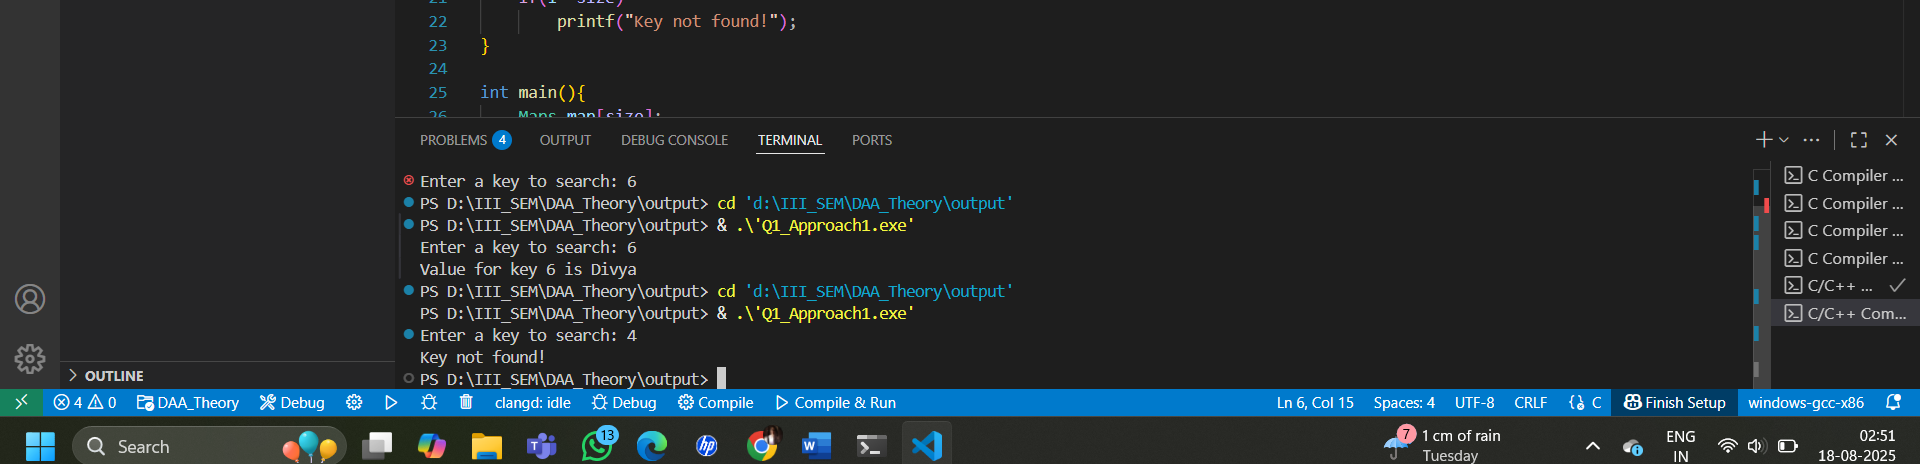 22 printf("Key not found!");
23 }
24
25 int main(){
PROBLEMS 4 OUTPUT DEBUG CONSOLE TERMINAL PORTS
Enter a key to search: 6
PS D:\III_SEM\DAA_Theory\output> cd 'd:\III_SEM\DAA_Theory\output'
PS D:\III_SEM\DAA_Theory\output> & .\'Q1_Approach1.exe'
Enter a key to search: 6
Value for key 6 is Divya
PS D:\III_SEM\DAA_Theory\output> cd 'd:\III_SEM\DAA_Theory\output'
PS D:\III_SEM\DAA_Theory\output> & .\'Q1_Approach1.exe'
Enter a key to search: 4
Key not found!
PS D:\III_SEM\DAA_Theory\output>
C Compiler ...
C Compiler ...
C Compiler ...
C Compiler ...
C/C++ ...
C/C++ Com...
OUTLINE
4 0 DAA_Theory Debug clangd: idle Debug Compile Compile & Run Ln 6, Col 15 Spaces: 4 UTF-8 CRLF C Finish Setup windows-gcc-x86
Search
13
7
1 cm of rain
Tuesday
ENG
IN
02:51
18-08-2025